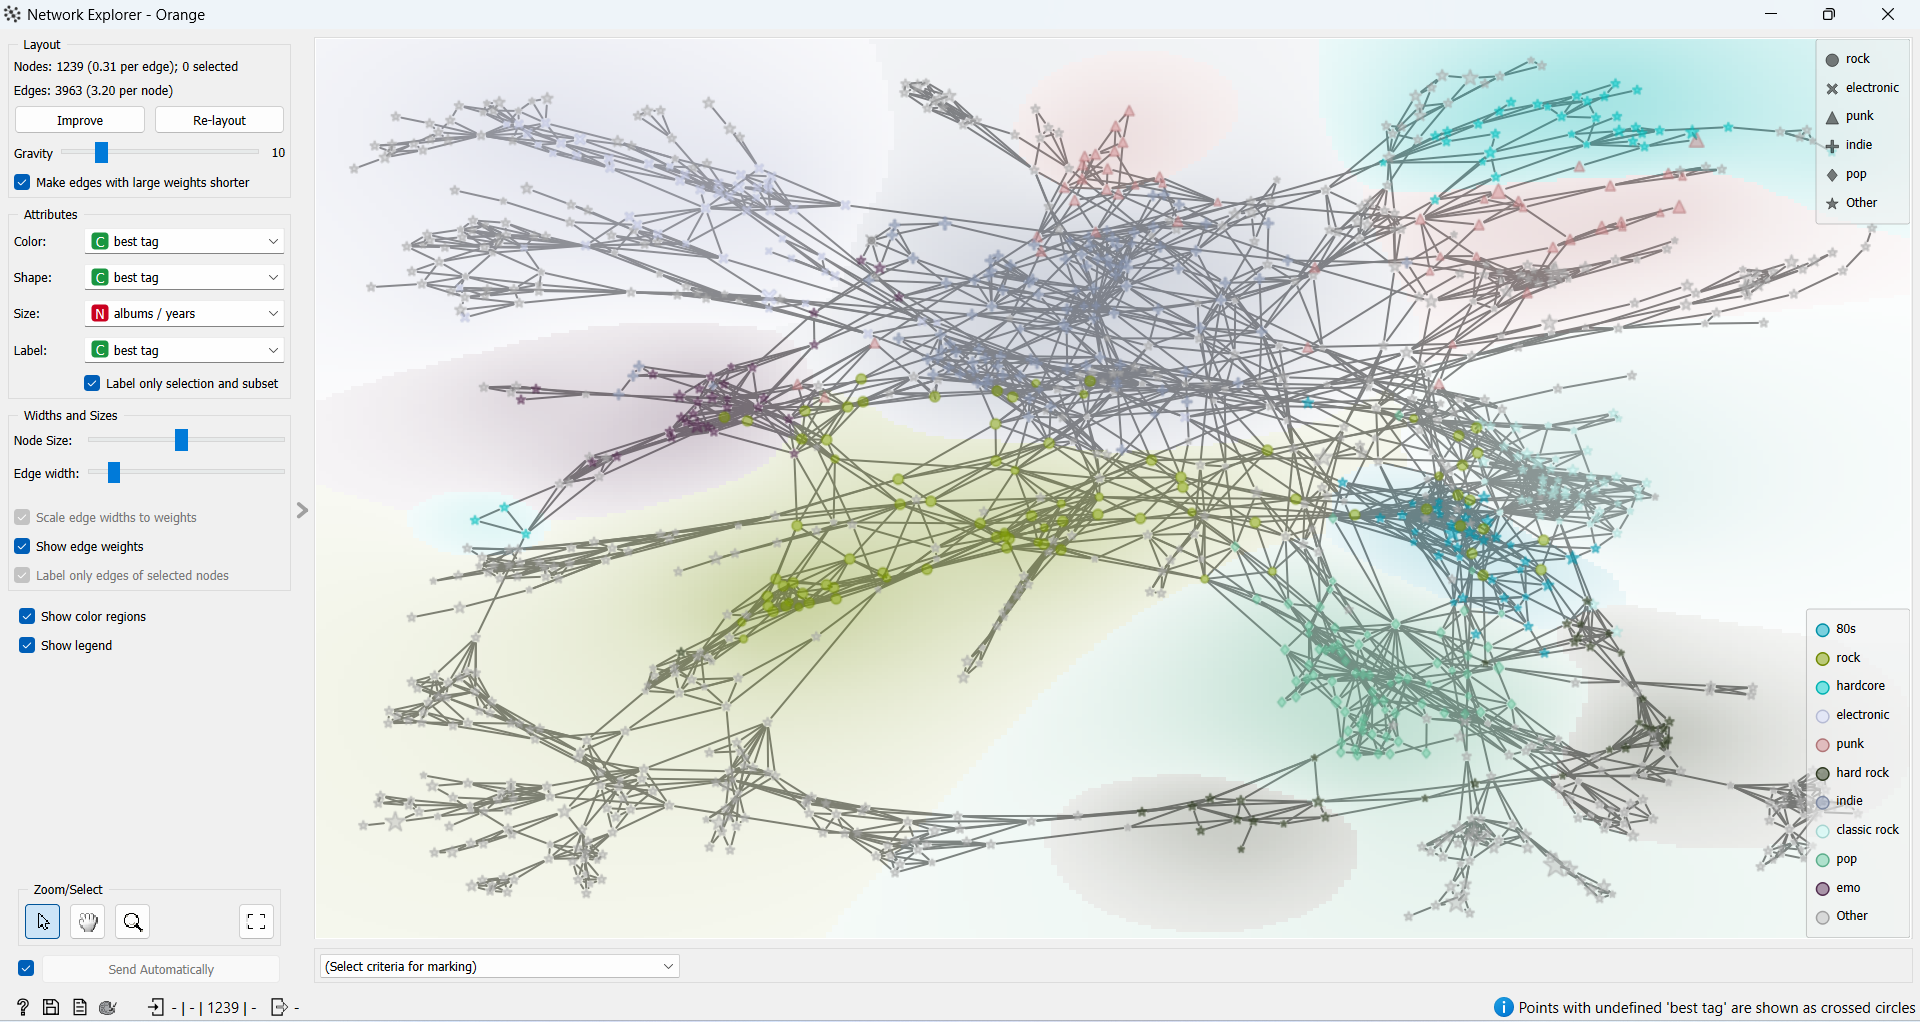 Network Explorer - Orange
Layout
Nodes: 1239 (0.31 per edge); 0 selected
Edges: 3963 (3.20 per node)
Improve
Re-layout
Gravity
10
Make edges with large weights shorter
Attributes
Color:
C
best tag
Shape:
C
best tag
Size:
N
albums / years
Label:
C
best tag
Label only selection and subset
Widths and Sizes
Node Size:
Edge width:
Scale edge widths to weights
Show edge weights
Label only edges of selected nodes
Show color regions
Show legend
Zoom/Select
Send Automatically
rock
electronic
punk
indie
pop
Other
80s
rock
hardcore
electronic
punk
hard rock
indie
classic rock
pop
emo
Other
(Select criteria for marking)
? - | - | 1239 | - -
i Points with undefined 'best tag' are shown as crossed circles